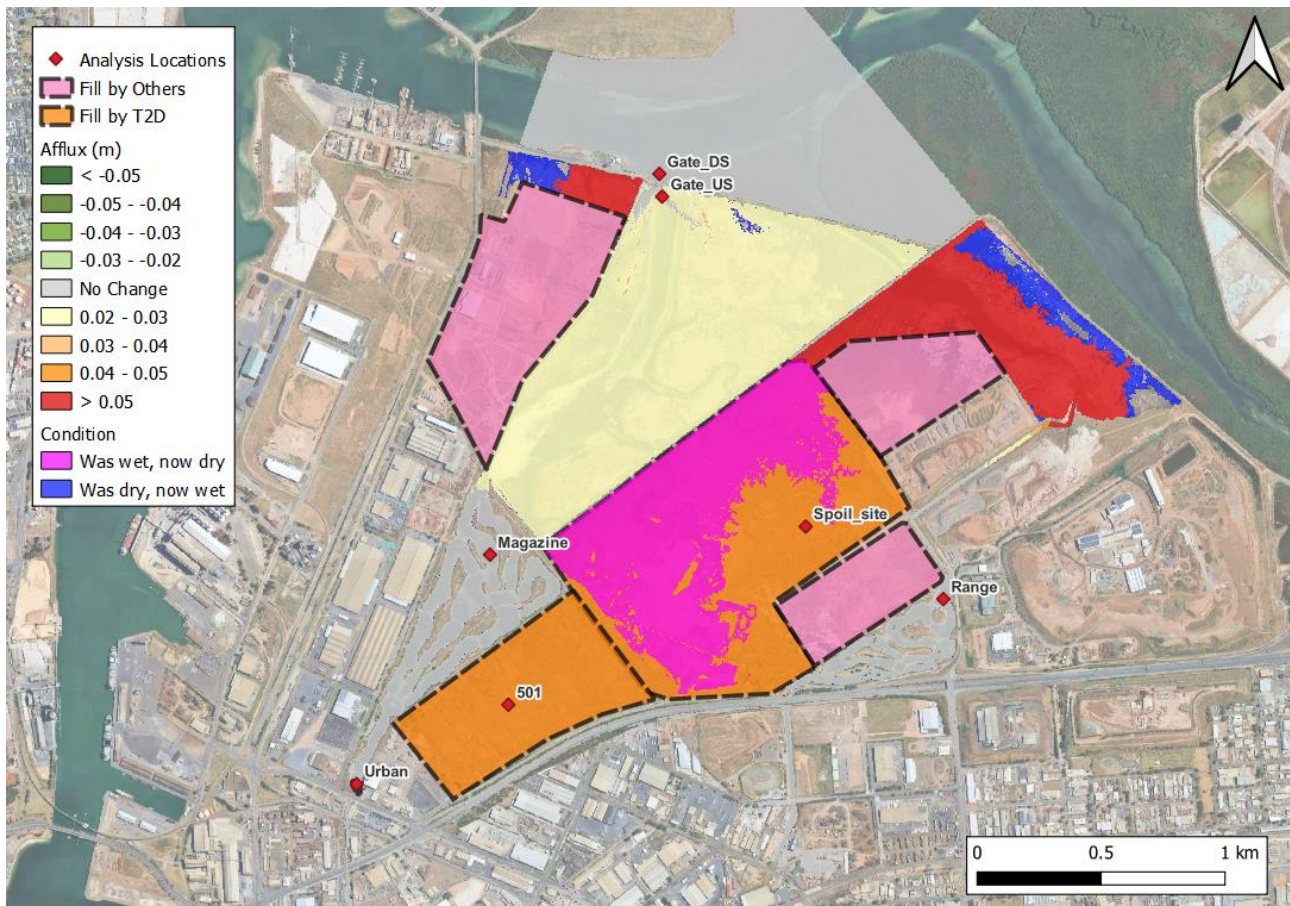 Analysis Locations
Fill by Others
Fill by T2D
Afflux (m)
< -0.05
-0.05 - -0.04
-0.04 - -0.03
-0.03 - -0.02
No Change
0.02 - 0.03
0.03 - 0.04
0.04 - 0.05
> 0.05
Condition
Was wet, now dry
Was dry, now wet
Gate_DS
Gate_US
Magazine
Spoil_site
Range
501
Urban
0 0.5 1 km